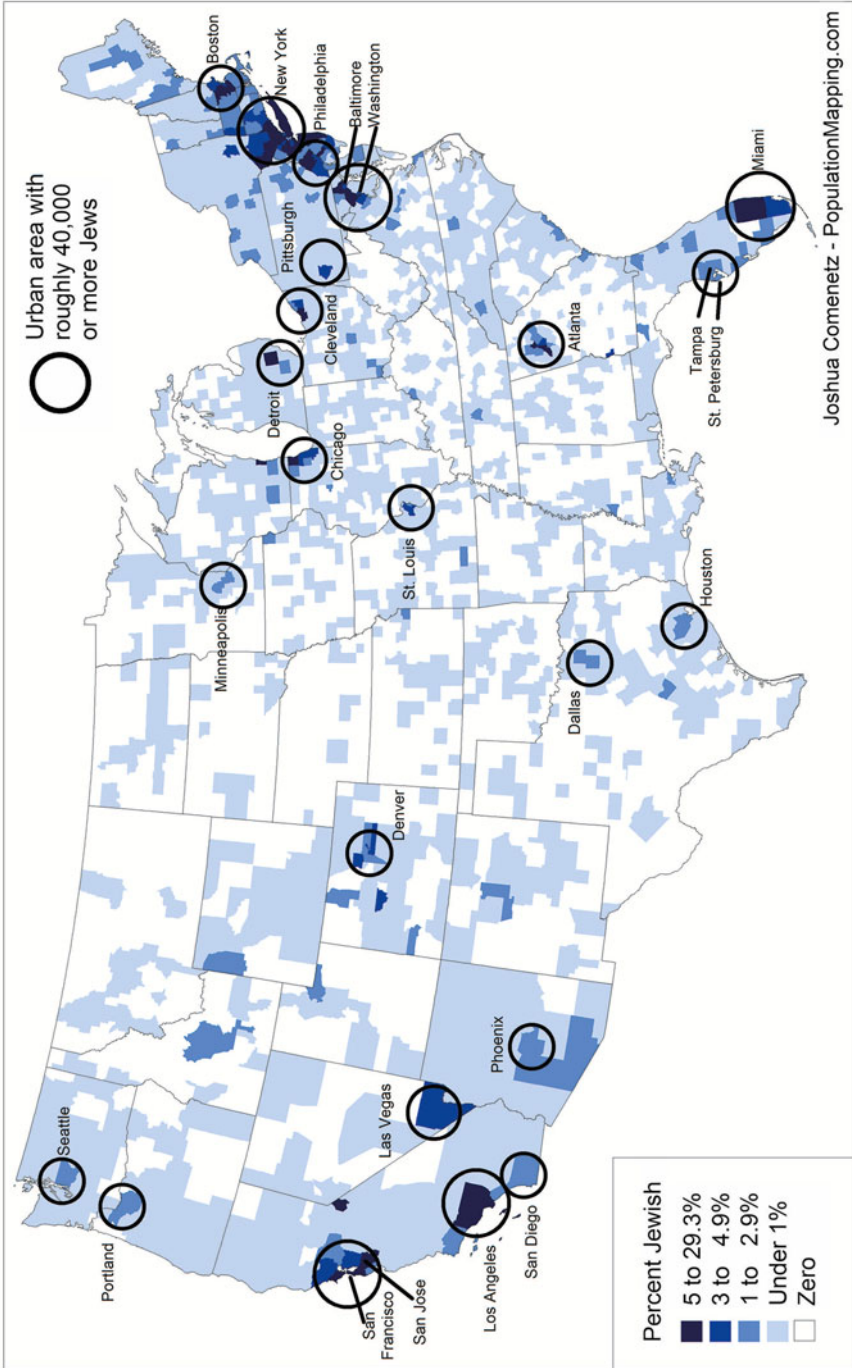 Urban area with
roughly 40,000
or more Jews
Seattle
Portland
Minneapolis
Boston
New York
Philadelphia
Baltimore
Washington
Pittsburgh
Cleveland
Detroit
Chicago
St. Louis
Denver
Las Vegas
San
Francisco
San Jose
Los Angeles
San Diego
Phoenix
Dallas
Houston
Atlanta
Tampa
St. Petersburg
Miami
Percent Jewish
5 to 29.3%
3 to 4.9%
1 to 2.9%
Under 1%
Zero
Joshua Comenetz - PopulationMapping.com